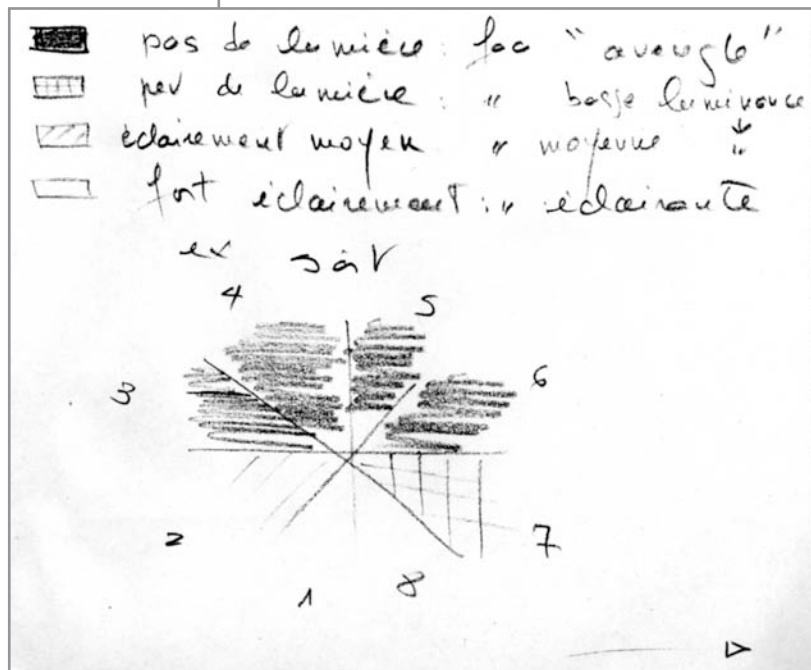 pas de lumière : fac "aveugle"
peu de lumière : " basse luminance
éclairement moyen " moyenne "
fort éclairement : " éclairante
ex soit
4 5
3 6
2 7
1 8